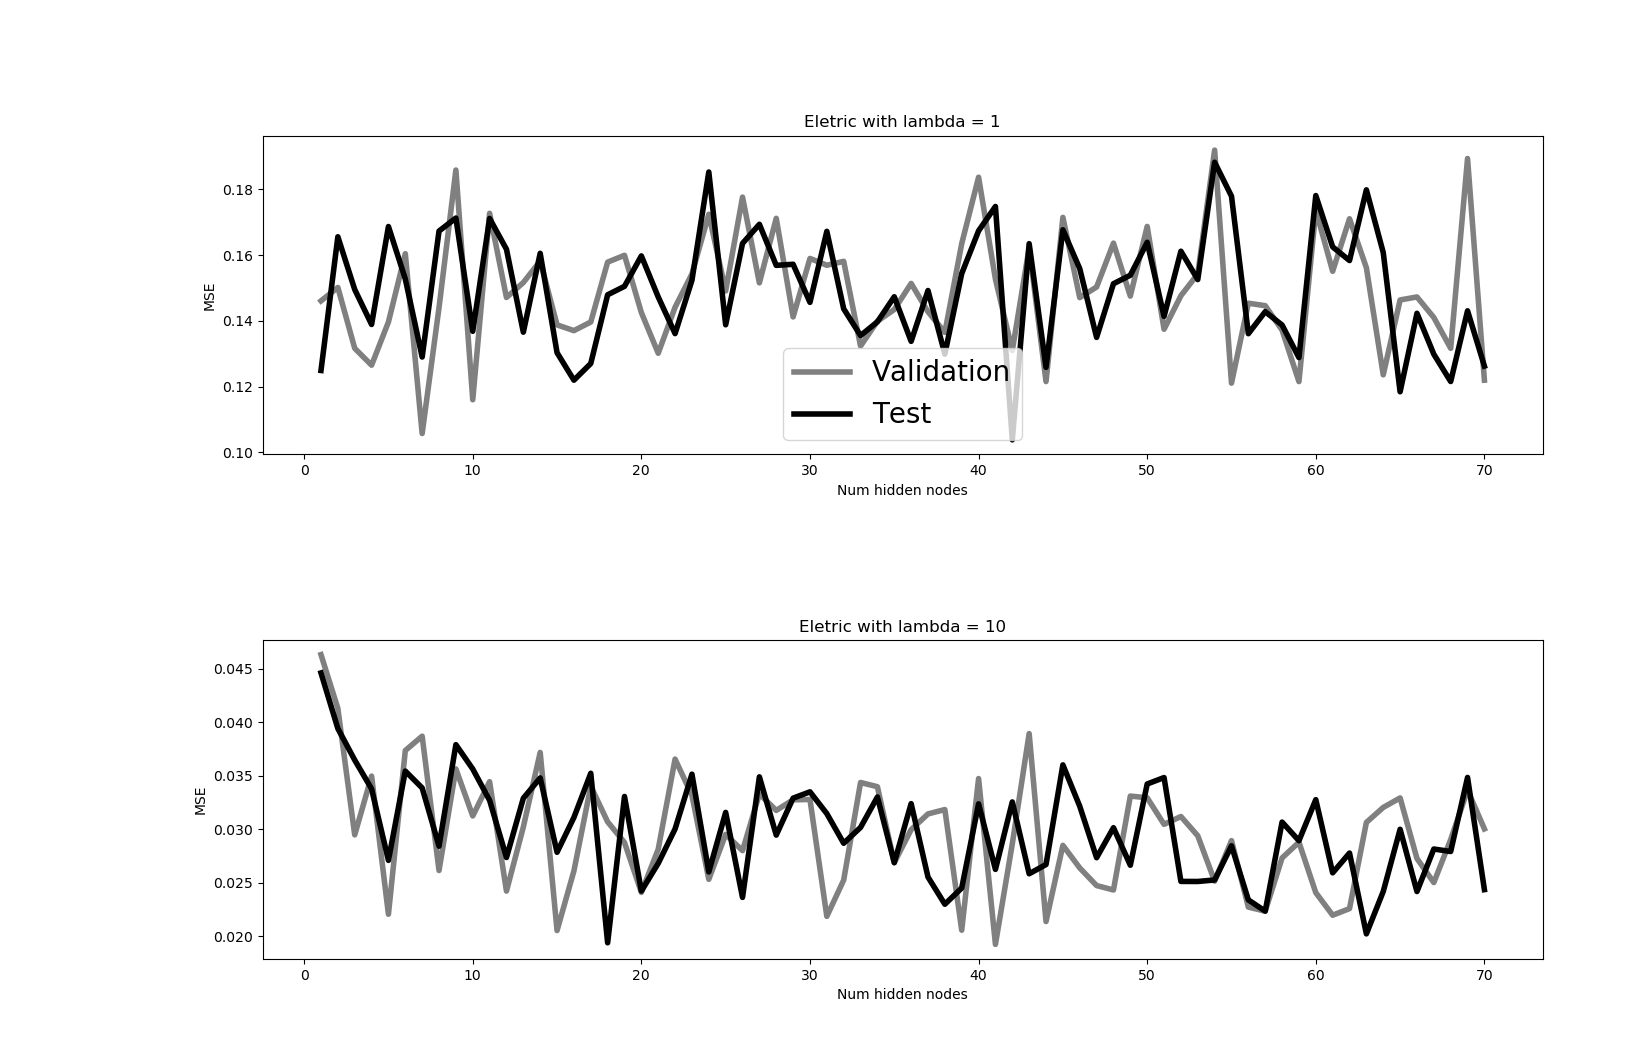 Eletric with lambda = 1
MSE
0.18
0.16
0.14
0.12
0.10
Validation
Test
0 10 20 30 40 50 60 70
Num hidden nodes
Eletric with lambda = 10
MSE
0.045
0.040
0.035
0.030
0.025
0.020
0 10 20 30 40 50 60 70
Num hidden nodes